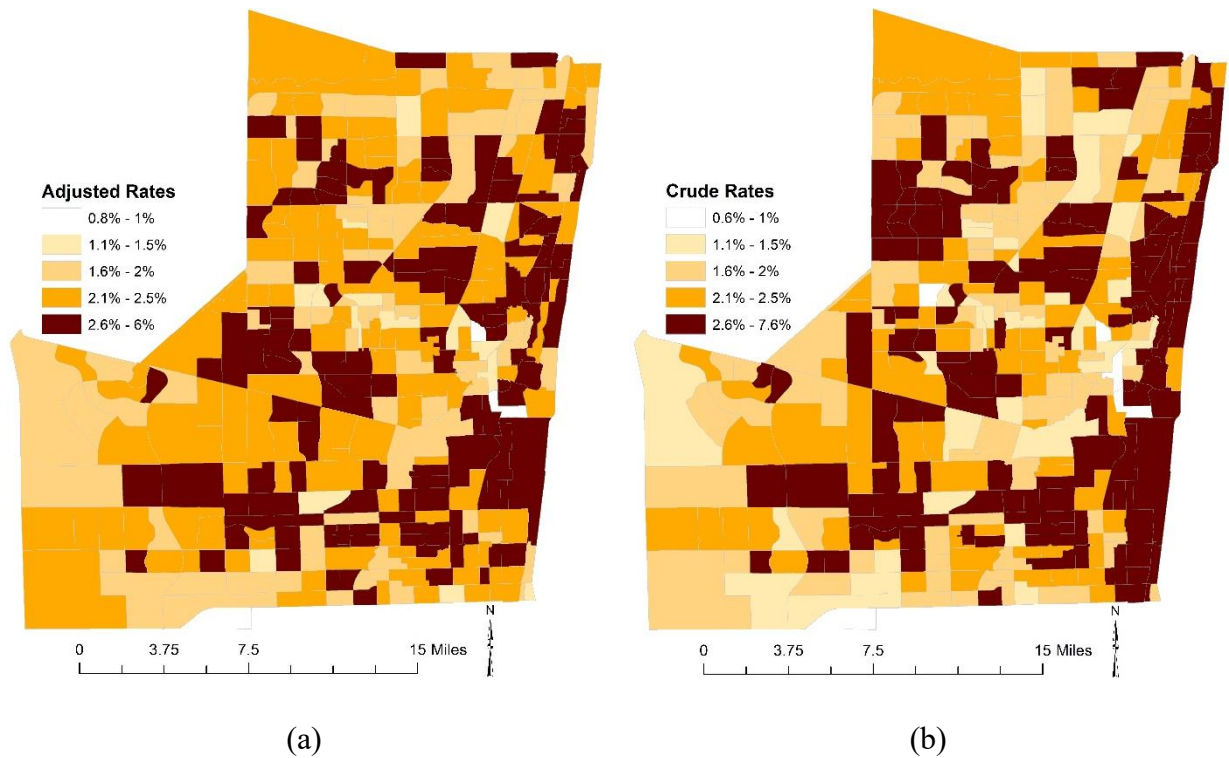 Adjusted Rates
0.8% - 1%
1.1% - 1.5%
1.6% - 2%
2.1% - 2.5%
2.6% - 6%
N
0 3.75 7.5 15 Miles
(a)
Crude Rates
0.6% - 1%
1.1% - 1.5%
1.6% - 2%
2.1% - 2.5%
2.6% - 7.6%
N
0 3.75 7.5 15 Miles
(b)